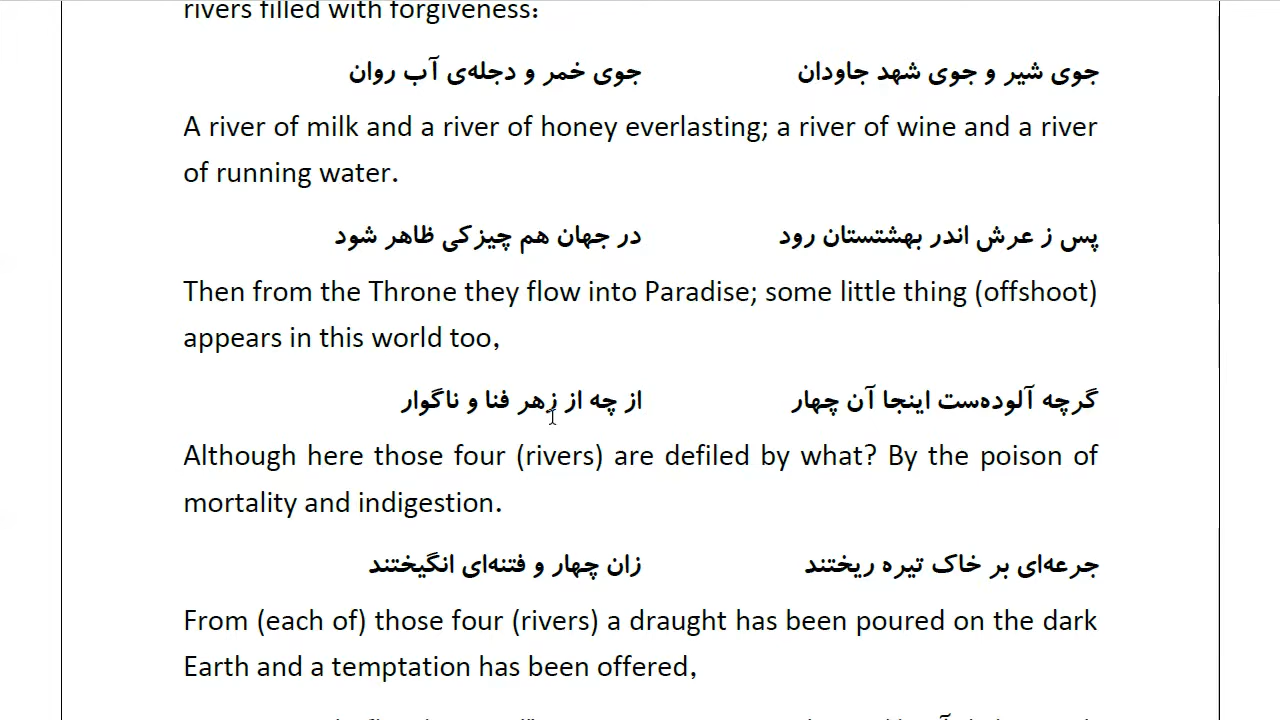 rivers filled with forgiveness:
جوی شیر و جوی شهد جاودان جوی خمر و دجله‌ی آب روان
A river of milk and a river of honey everlasting; a river of wine and a river
of running water.
پس ز عرش اندر بهشتستان رود در جهان هم چیزکی ظاهر شود
Then from the Throne they flow into Paradise; some little thing (offshoot)
appears in this world too,
گرچه آلوده‌ست اینجا آن چهار از چه از زهر فنا و ناگوار
Although here those four (rivers) are defiled by what? By the poison of
mortality and indigestion.
جرعه‌ای بر خاک تیره ریختند زان چهار و فتنه‌ای انگیختند
From (each of) those four (rivers) a draught has been poured on the dark
Earth and a temptation has been offered,